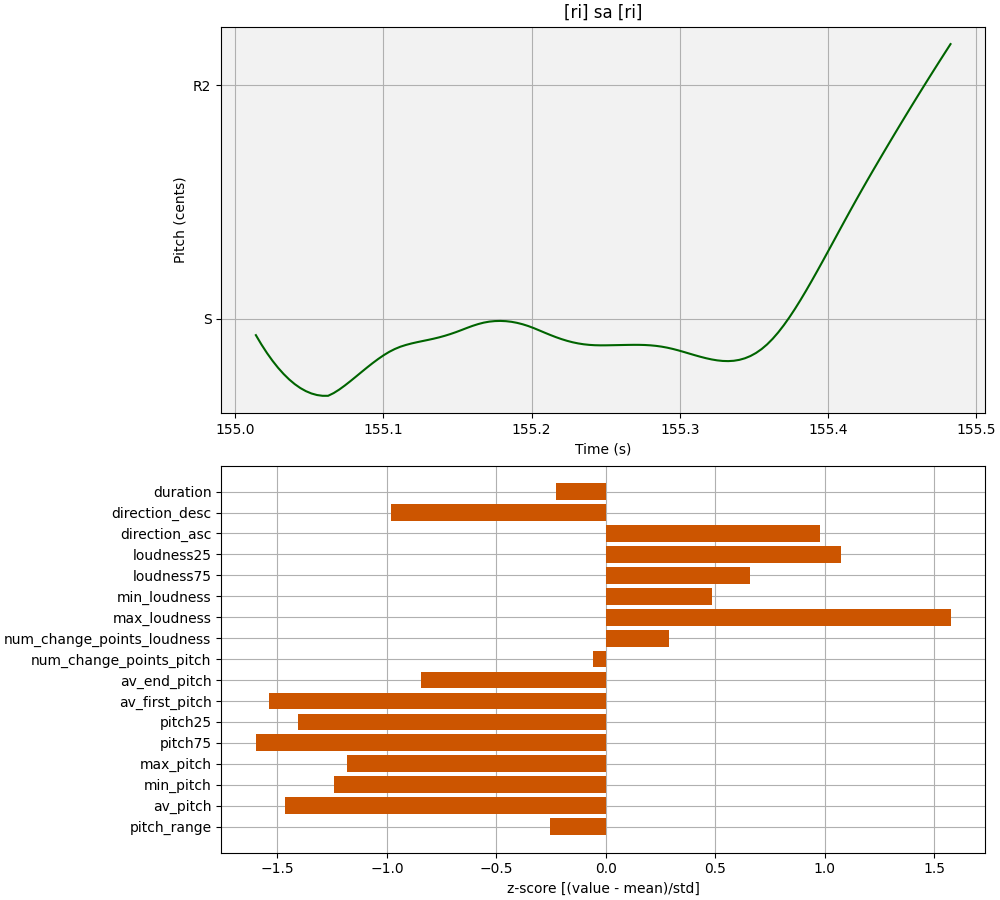 [ri] sa [ri]
R2
S
Pitch (cents)
155.0 155.1 155.2 155.3 155.4 155.5
Time (s)
duration
direction_desc
direction_asc
loudness25
loudness75
min_loudness
max_loudness
num_change_points_loudness
num_change_points_pitch
av_end_pitch
av_first_pitch
pitch25
pitch75
max_pitch
min_pitch
av_pitch
pitch_range
−1.5 −1.0 −0.5 0.0 0.5 1.0 1.5
z-score [(value - mean)/std]